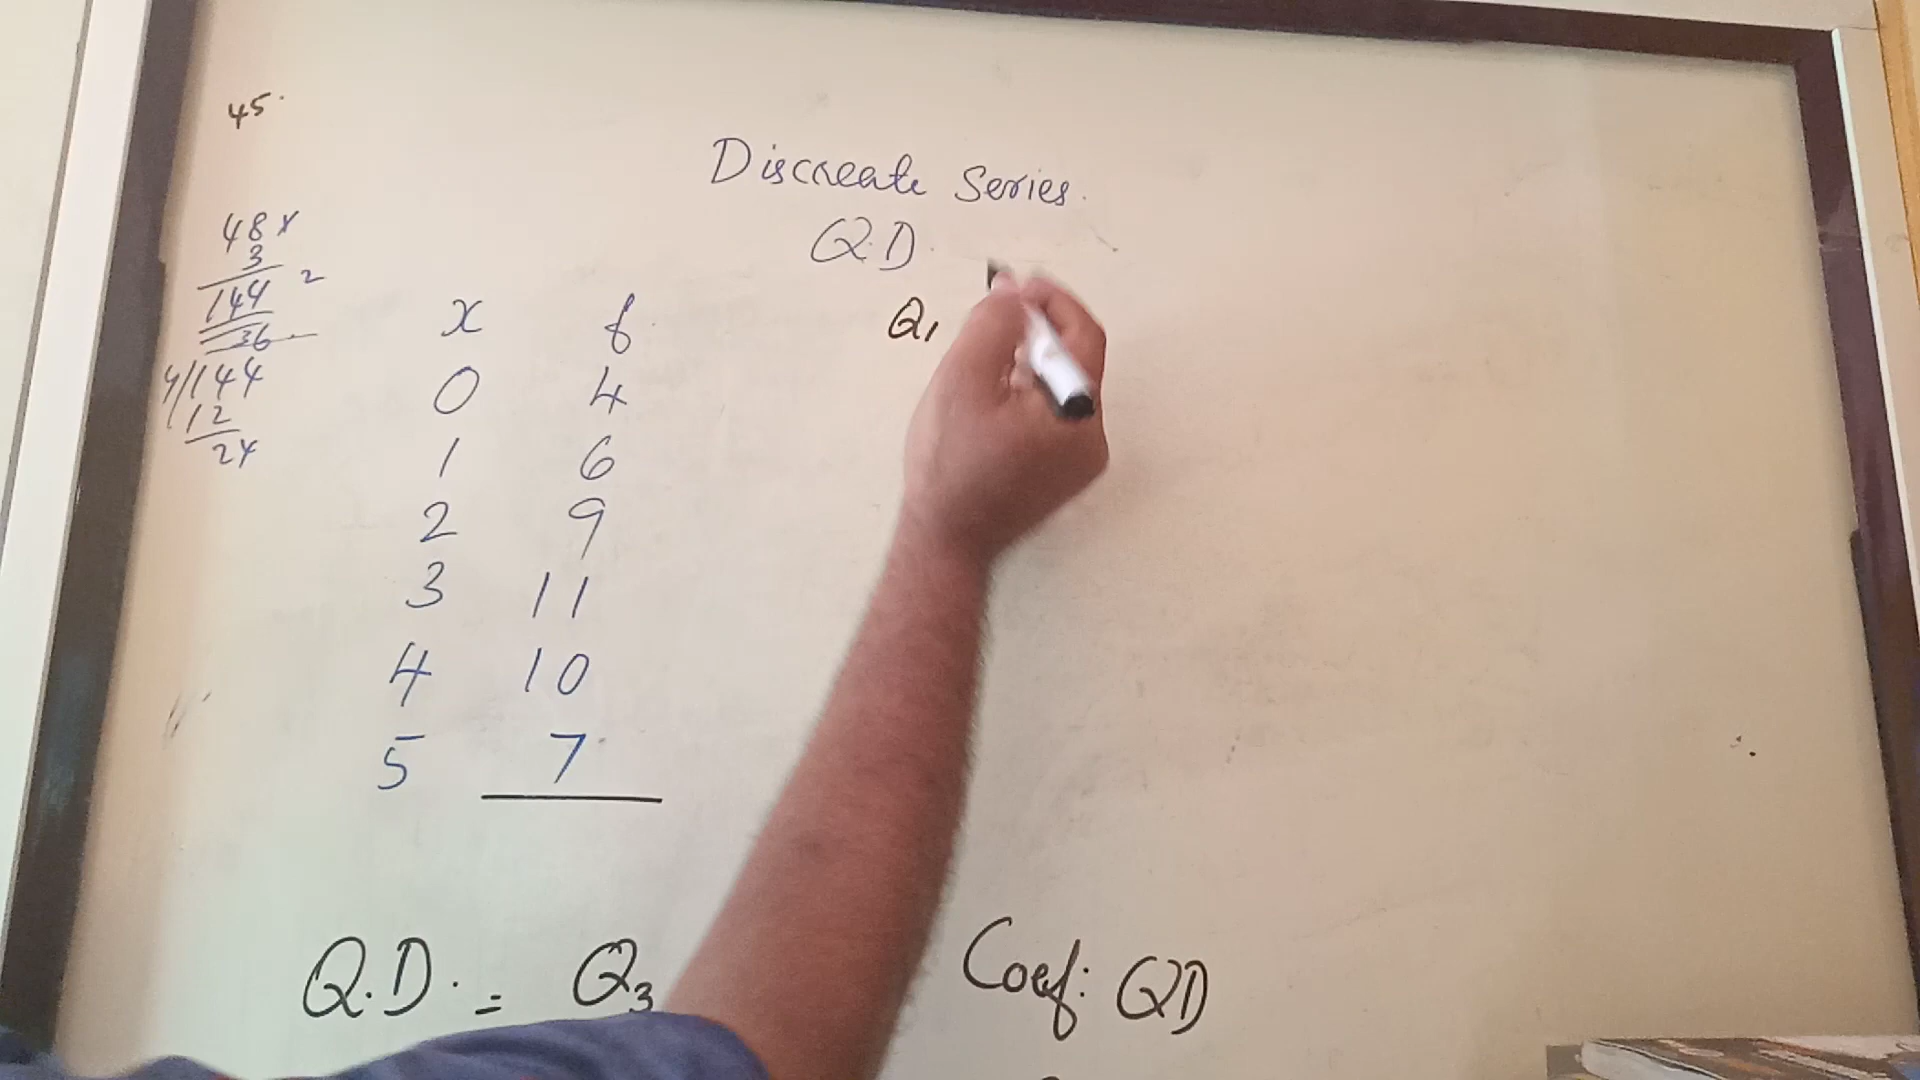 45.
Discreate Series.
Q.D.
48 x
3
144 2
36
4/144
12
24
x f
Q1
0 4
1 6
2 9
3 11
4 10
5 7
Q.D. = Q3
Coef: QD